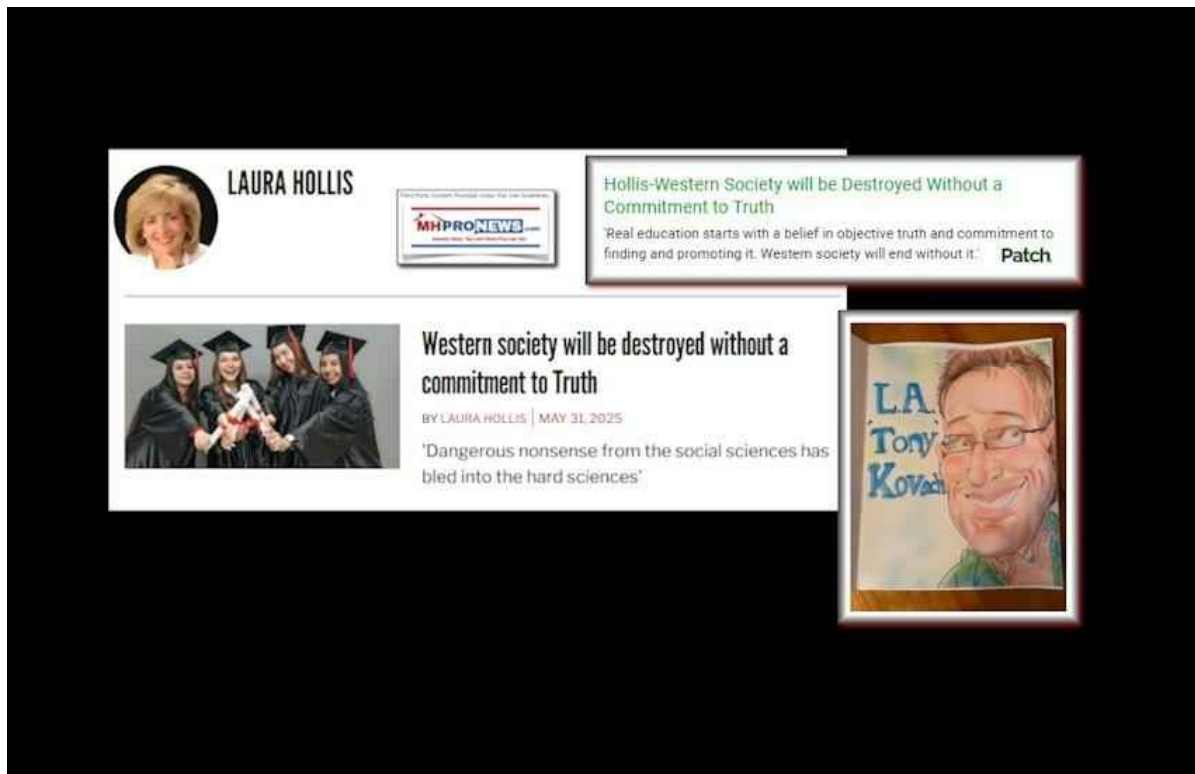 LAURA HOLLIS
MHPRONEWS.com
Hollis-Western Society will be Destroyed Without a
Commitment to Truth
'Real education starts with a belief in objective truth and commitment to
finding and promoting it. Western society will end without it.'
Patch
Western society will be destroyed without a
commitment to Truth
BY LAURA HOLLIS | MAY 31, 2025
'Dangerous nonsense from the social sciences has
bled into the hard sciences'
L.A.
'Tony'
Kovach